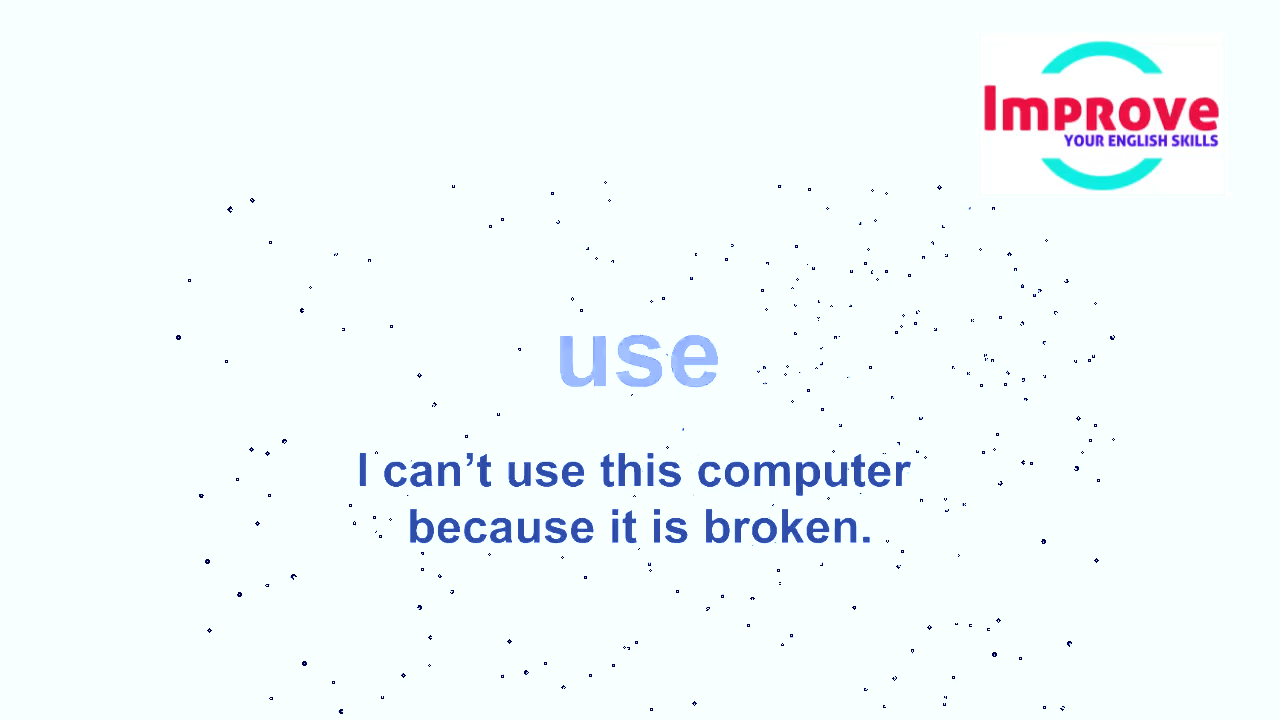 Improve
YOUR ENGLISH SKILLS
use
I can’t use this computer
because it is broken.